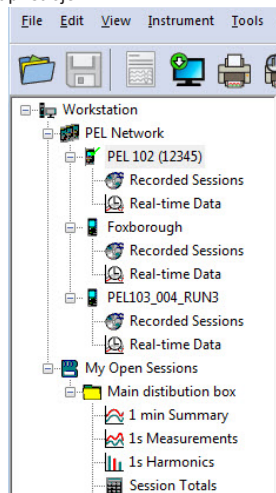 File Edit View Instrument Tools
Workstation
PEL Network
PEL 102 (12345)
Recorded Sessions
Real-time Data
Foxborough
Recorded Sessions
Real-time Data
PEL103_004_RUN3
Recorded Sessions
Real-time Data
My Open Sessions
Main distibution box
1 min Summary
1s Measurements
1s Harmonics
Session Totals